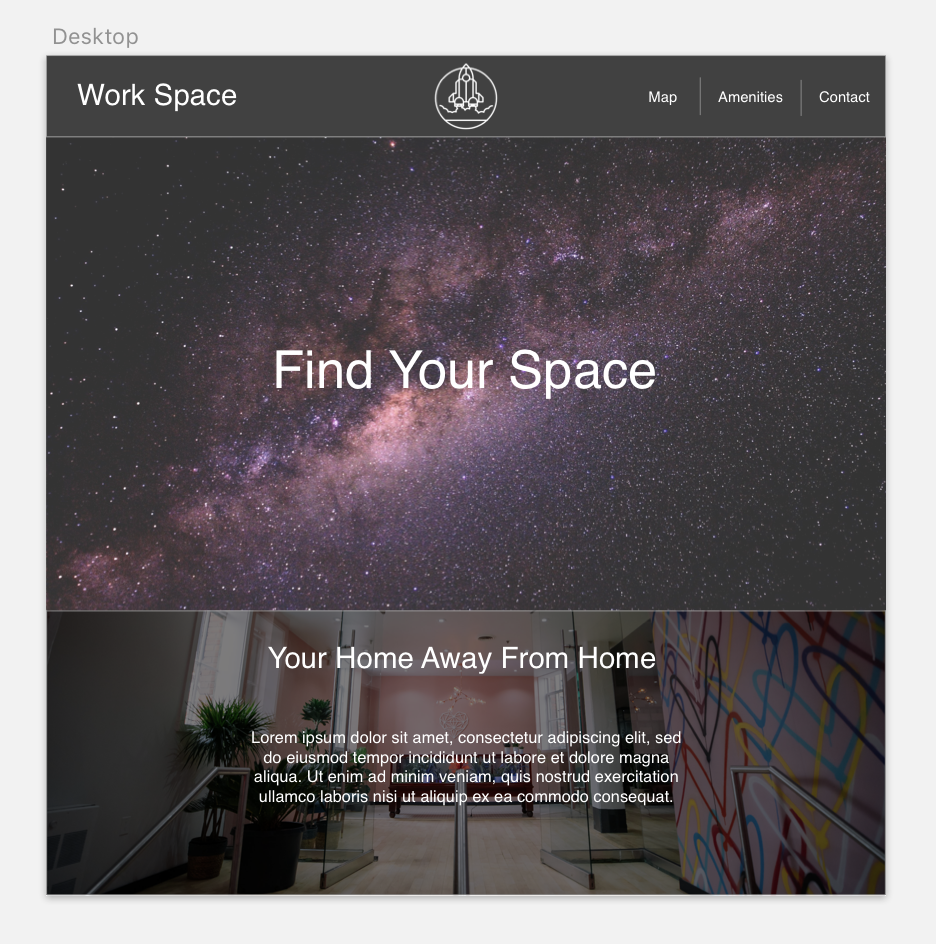 Desktop
Work Space
Map
Amenities
Contact
Find Your Space
Your Home Away From Home
Lorem ipsum dolor sit amet, consectetur adipiscing elit, sed
do eiusmod tempor incididunt ut labore et dolore magna
aliqua. Ut enim ad minim veniam, quis nostrud exercitation
ullamco laboris nisi ut aliquip ex ea commodo consequat.